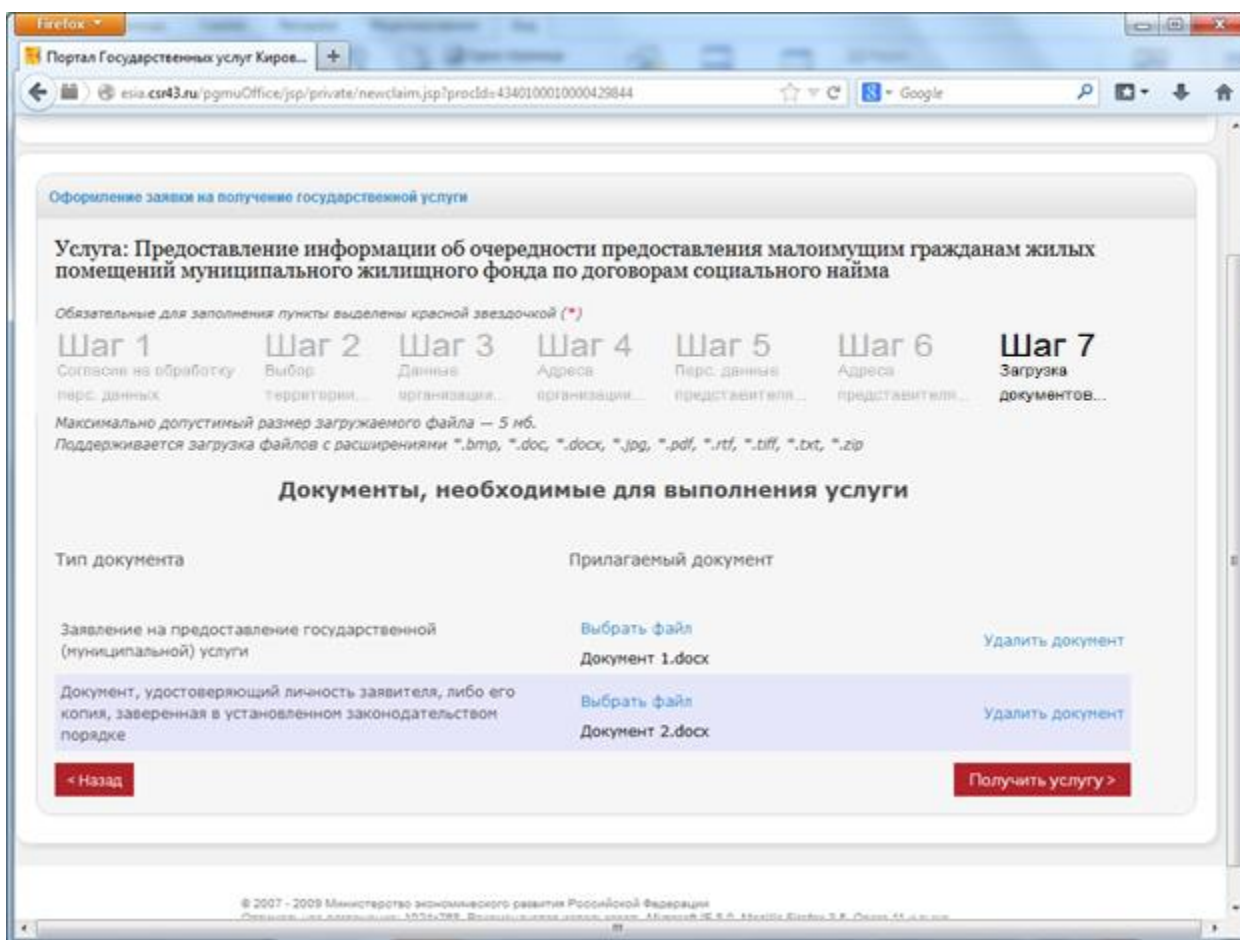 Firefox
Портал Государственных услуг Киров...
esia.csr43.ru/pgmuOffice/jsp/private/newclaim.jsp?procId=4340100010000429844
Google
Оформление заявки на получение государственной услуги
Услуга: Предоставление информации об очередности предоставления малоимущим гражданам жилых
помещений муниципального жилищного фонда по договорам социального найма
Обязательные для заполнения пункты выделены красной звездочкой (*)
Шаг 1 Шаг 2 Шаг 3 Шаг 4 Шаг 5 Шаг 6 Шаг 7
Согласие на обработку Выбор Данные Адреса Перс. данные Адреса Загрузка
перс. данных территории... организации... организации... представителя... представителя... документов...
Максимально допустимый размер загружаемого файла — 5 мб.
Поддерживается загрузка файлов с расширениями *.bmp, *.doc, *.docx, *.jpg, *.pdf, *.rtf, *.tiff, *.txt, *.zip
Документы, необходимые для выполнения услуги
Тип документа Прилагаемый документ
Заявление на предоставление государственной
(муниципальной) услуги
Выбрать файл
Документ 1.docx
Удалить документ
Документ, удостоверяющий личность заявителя, либо его
копия, заверенная в установленном законодательством
порядке
Выбрать файл
Документ 2.docx
Удалить документ
< Назад
Получить услугу >
© 2007 - 2009 Министерство экономического развития Российской Федерации